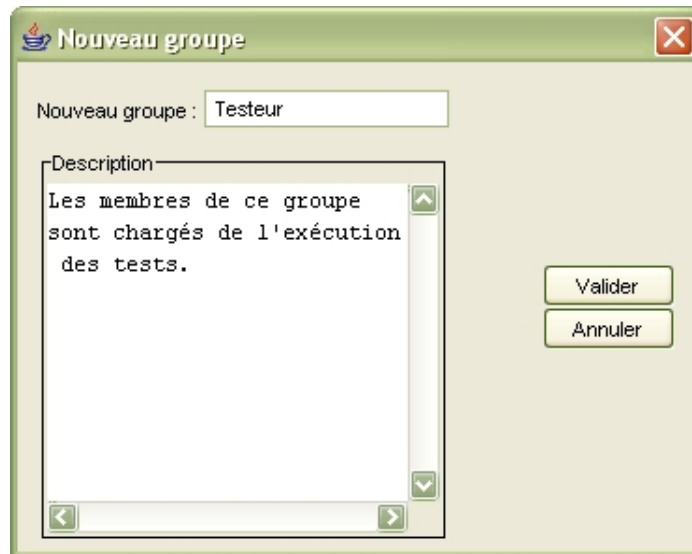 Nouveau groupe
Nouveau groupe : Testeur
Description
Les membres de ce groupe
sont chargés de l'exécution
des tests.
Valider
Annuler